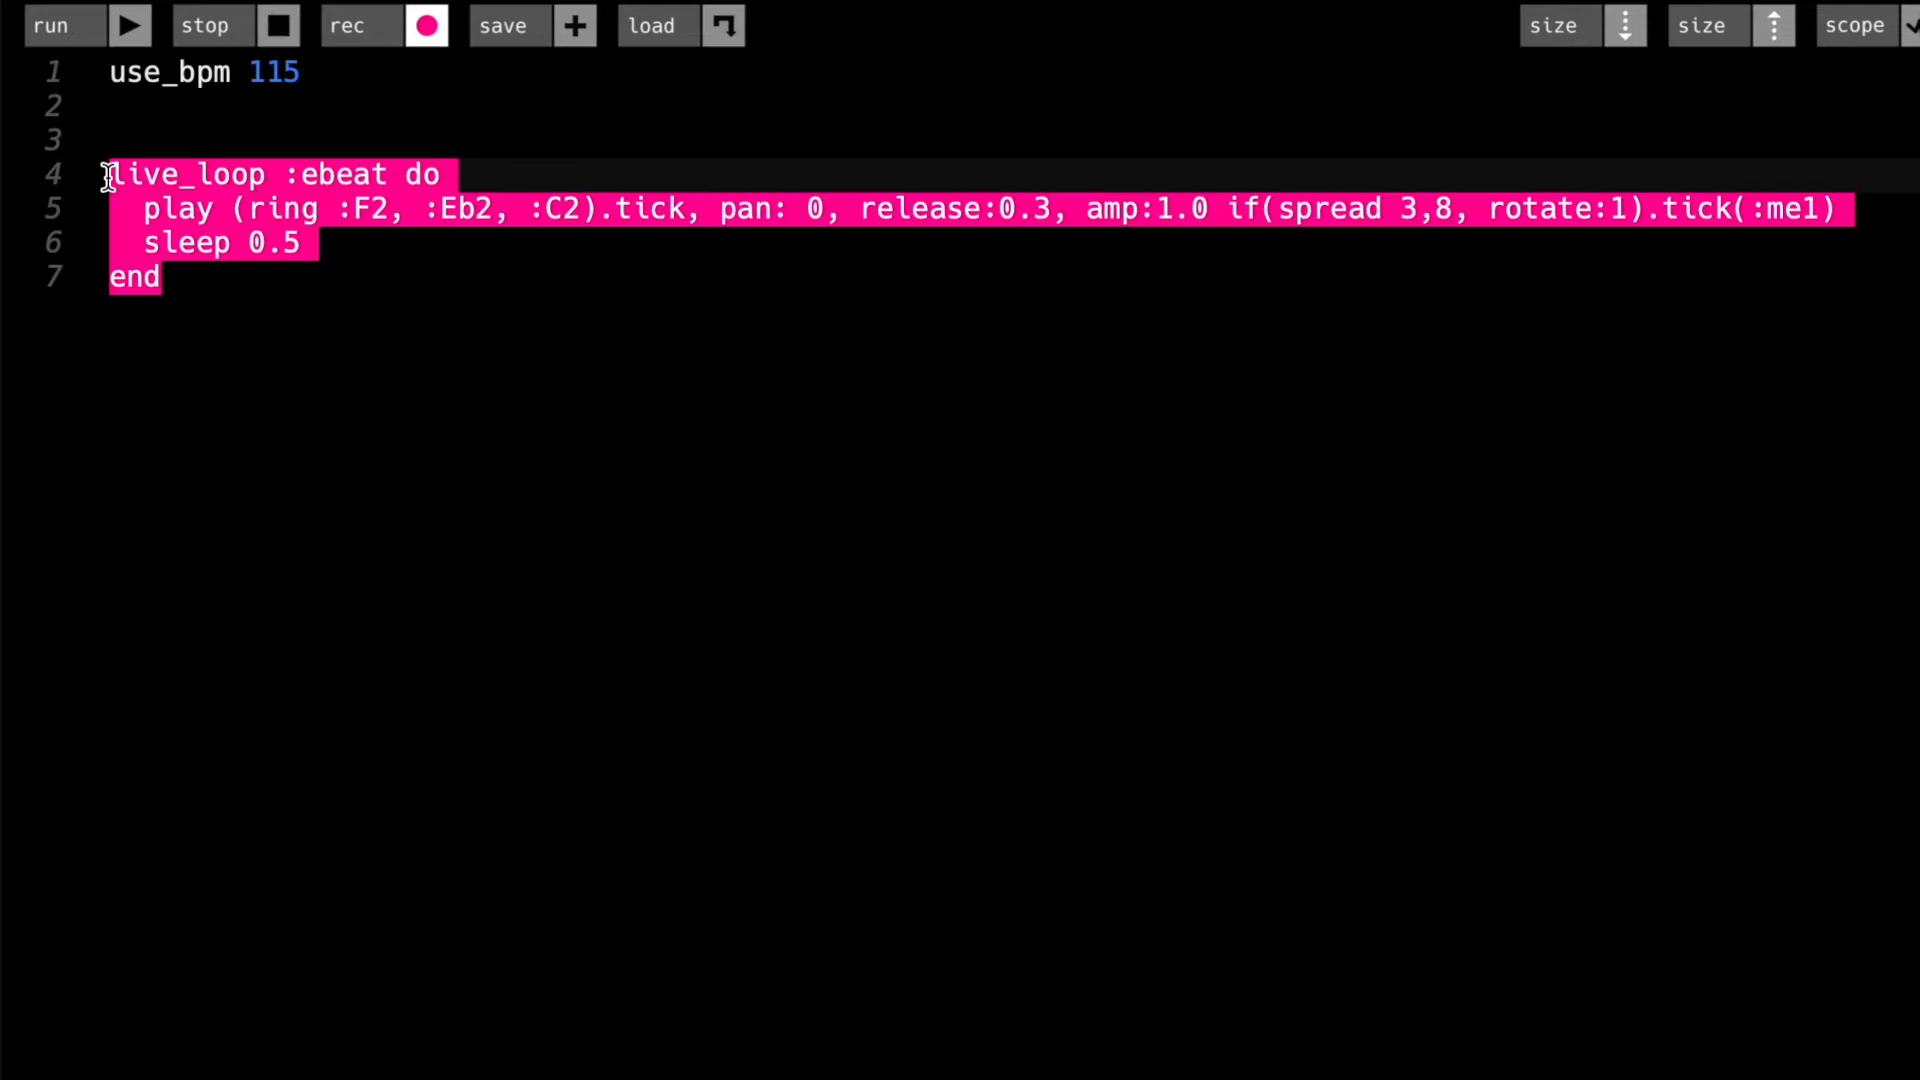 run stop rec save load size size scope
1 use_bpm 115
2
3
4 live_loop :ebeat do
5 play (ring :F2, :Eb2, :C2).tick, pan: 0, release:0.3, amp:1.0 if(spread 3,8, rotate:1).tick(:me1)
6 sleep 0.5
7 end